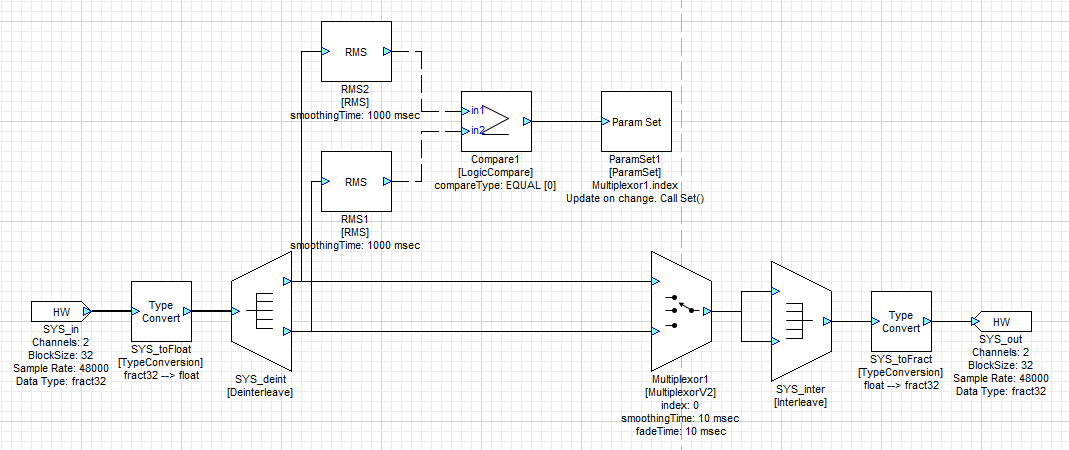 RMS
RMS2
[RMS]
smoothingTime: 1000 msec
in1
in2
Compare1
[LogicCompare]
compareType: EQUAL [0]
Param Set
ParamSet1
[ParamSet]
Multiplexor1.index
Update on change. Call Set()
RMS
RMS1
[RMS]
smoothingTime: 1000 msec
HW
SYS_in
Channels: 2
BlockSize: 32
Sample Rate: 48000
Data Type: fract32
Type
Convert
SYS_toFloat
[TypeConversion]
fract32 --> float
SYS_deint
[Deinterleave]
Multiplexor1
[MultiplexorV2]
index: 0
smoothingTime: 10 msec
fadeTime: 10 msec
SYS_inter
[Interleave]
Type
Convert
SYS_toFract
[TypeConversion]
float --> fract32
HW
SYS_out
Channels: 2
BlockSize: 32
Sample Rate: 48000
Data Type: fract32